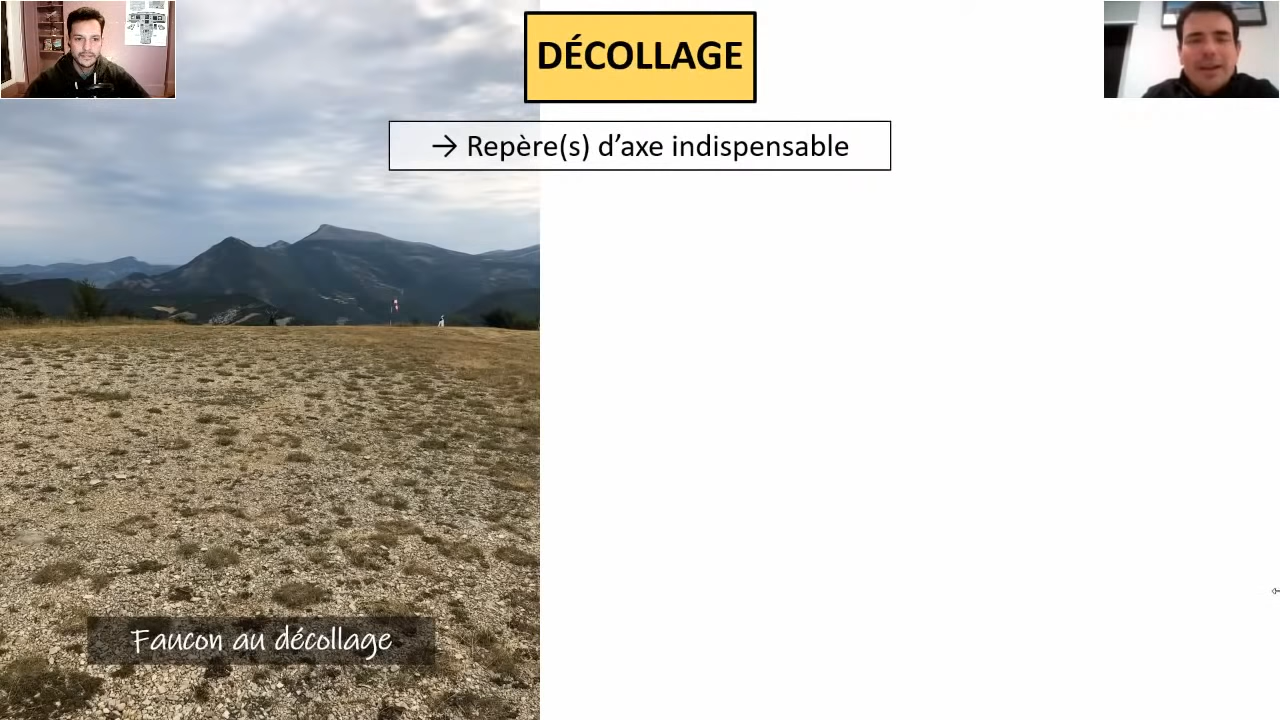 DÉCOLLAGE
→ Repère(s) d'axe indispensable
Faucon au décollage